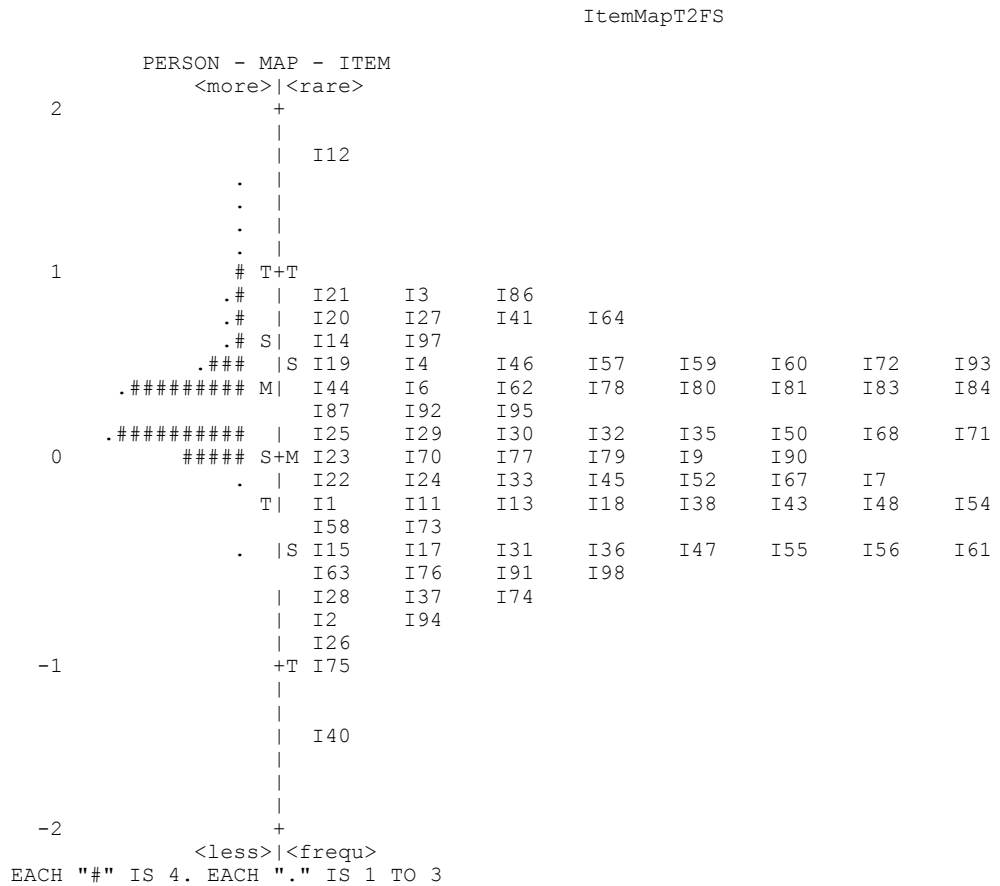 ItemMapT2FS
PERSON - MAP - ITEM
<more>|<rare>
2 +
|
| I12
. |
. |
. |
. |
1 # T+T
.# | I21 I3 I86
.# | I20 I27 I41 I64
.# S| I14 I97
.### |S I19 I4 I46 I57 I59 I60 I72 I93
.######### M| I44 I6 I62 I78 I80 I81 I83 I84
I87 I92 I95
.########## | I25 I29 I30 I32 I35 I50 I68 I71
0 ##### S+M I23 I70 I77 I79 I9 I90
. | I22 I24 I33 I45 I52 I67 I7
T| I1 I11 I13 I18 I38 I43 I48 I54
I58 I73
. |S I15 I17 I31 I36 I47 I55 I56 I61
I63 I76 I91 I98
| I28 I37 I74
| I2 I94
| I26
-1 +T I75
|
|
| I40
|
|
|
-2 +
<less>|<frequ>
EACH "#" IS 4. EACH "." IS 1 TO 3